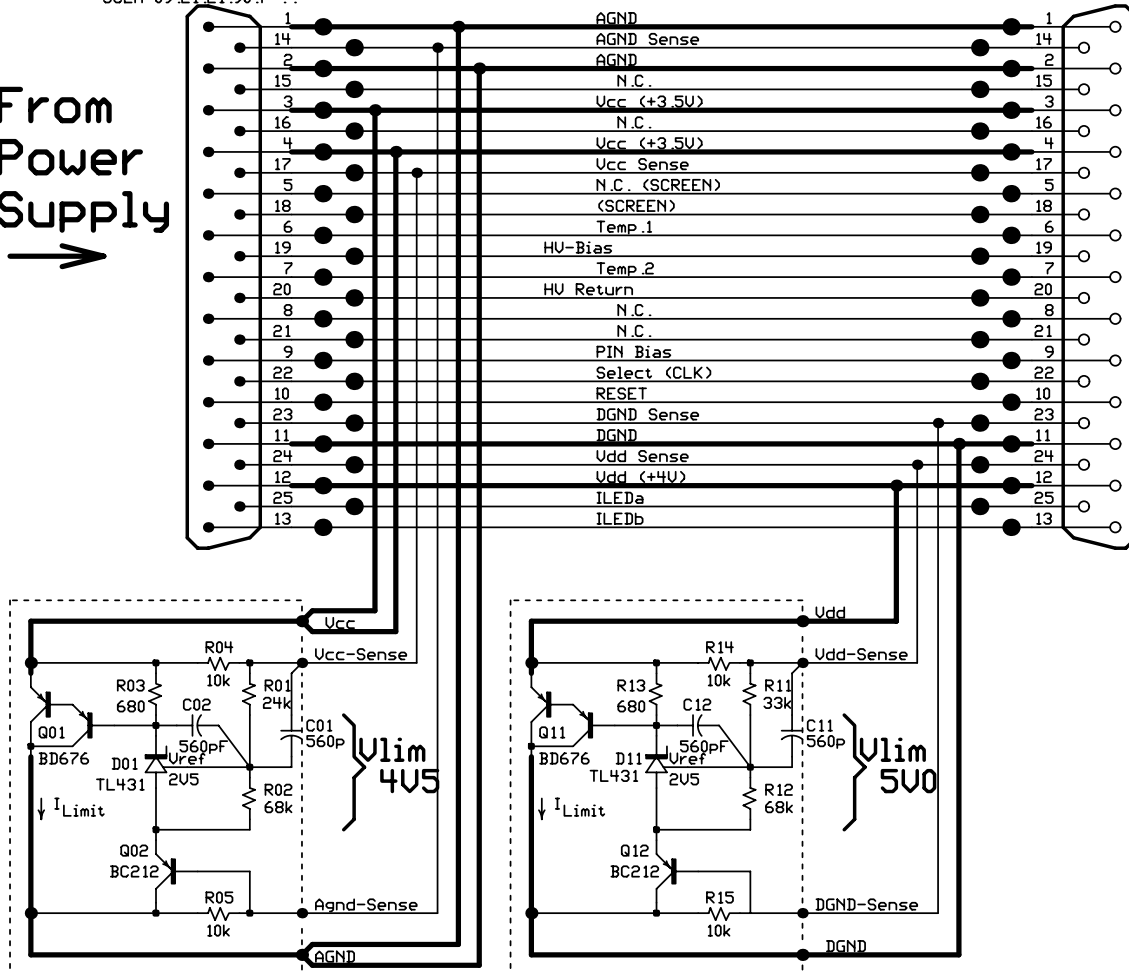 1 AGND 1
14 AGND Sense 14
2 AGND 2
15 N.C. 15
3 Vcc (+3.5V) 3
16 N.C. 16
4 Vcc (+3.5V) 4
17 Vcc Sense 17
5 N.C. (SCREEN) 5
18 (SCREEN) 18
6 Temp.1 6
19 HV-Bias 19
7 Temp.2 7
20 HV Return 20
8 N.C. 8
21 N.C. 21
9 PIN Bias 9
22 Select (CLK) 22
10 RESET 10
23 DGND Sense 23
11 DGND 11
24 Vdd Sense 24
12 Vdd (+4V) 12
25 ILEDa 25
13 ILEDb 13
From
Power
Supply
Vcc
Vcc-Sense
R04
10k
R03
680
R01
24k
C02
560pF
C01
560p
Q01
BD676
D01
TL431
Vref
2V5
R02
68k
ILimit
Vlim
4V5
Q02
BC212
R05
10k
Agnd-Sense
AGND
Vdd
Vdd-Sense
R14
10k
R13
680
R11
33k
C12
560pF
C11
560p
Q11
BD676
D11
TL431
Vref
2V5
R12
68k
ILimit
Vlim
5V0
Q12
BC212
R15
10k
DGND-Sense
DGND